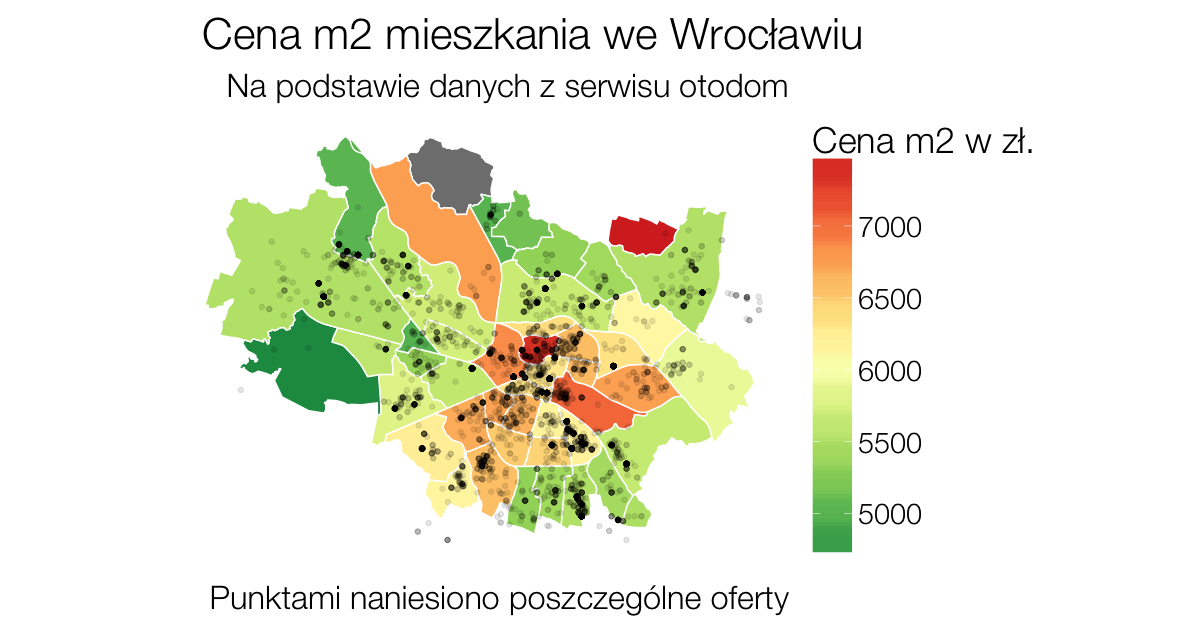 Cena m2 mieszkania we Wrocławiu
Na podstawie danych z serwisu otodom
Cena m2 w zł.
7000
6500
6000
5500
5000
Punktami naniesiono poszczególne oferty